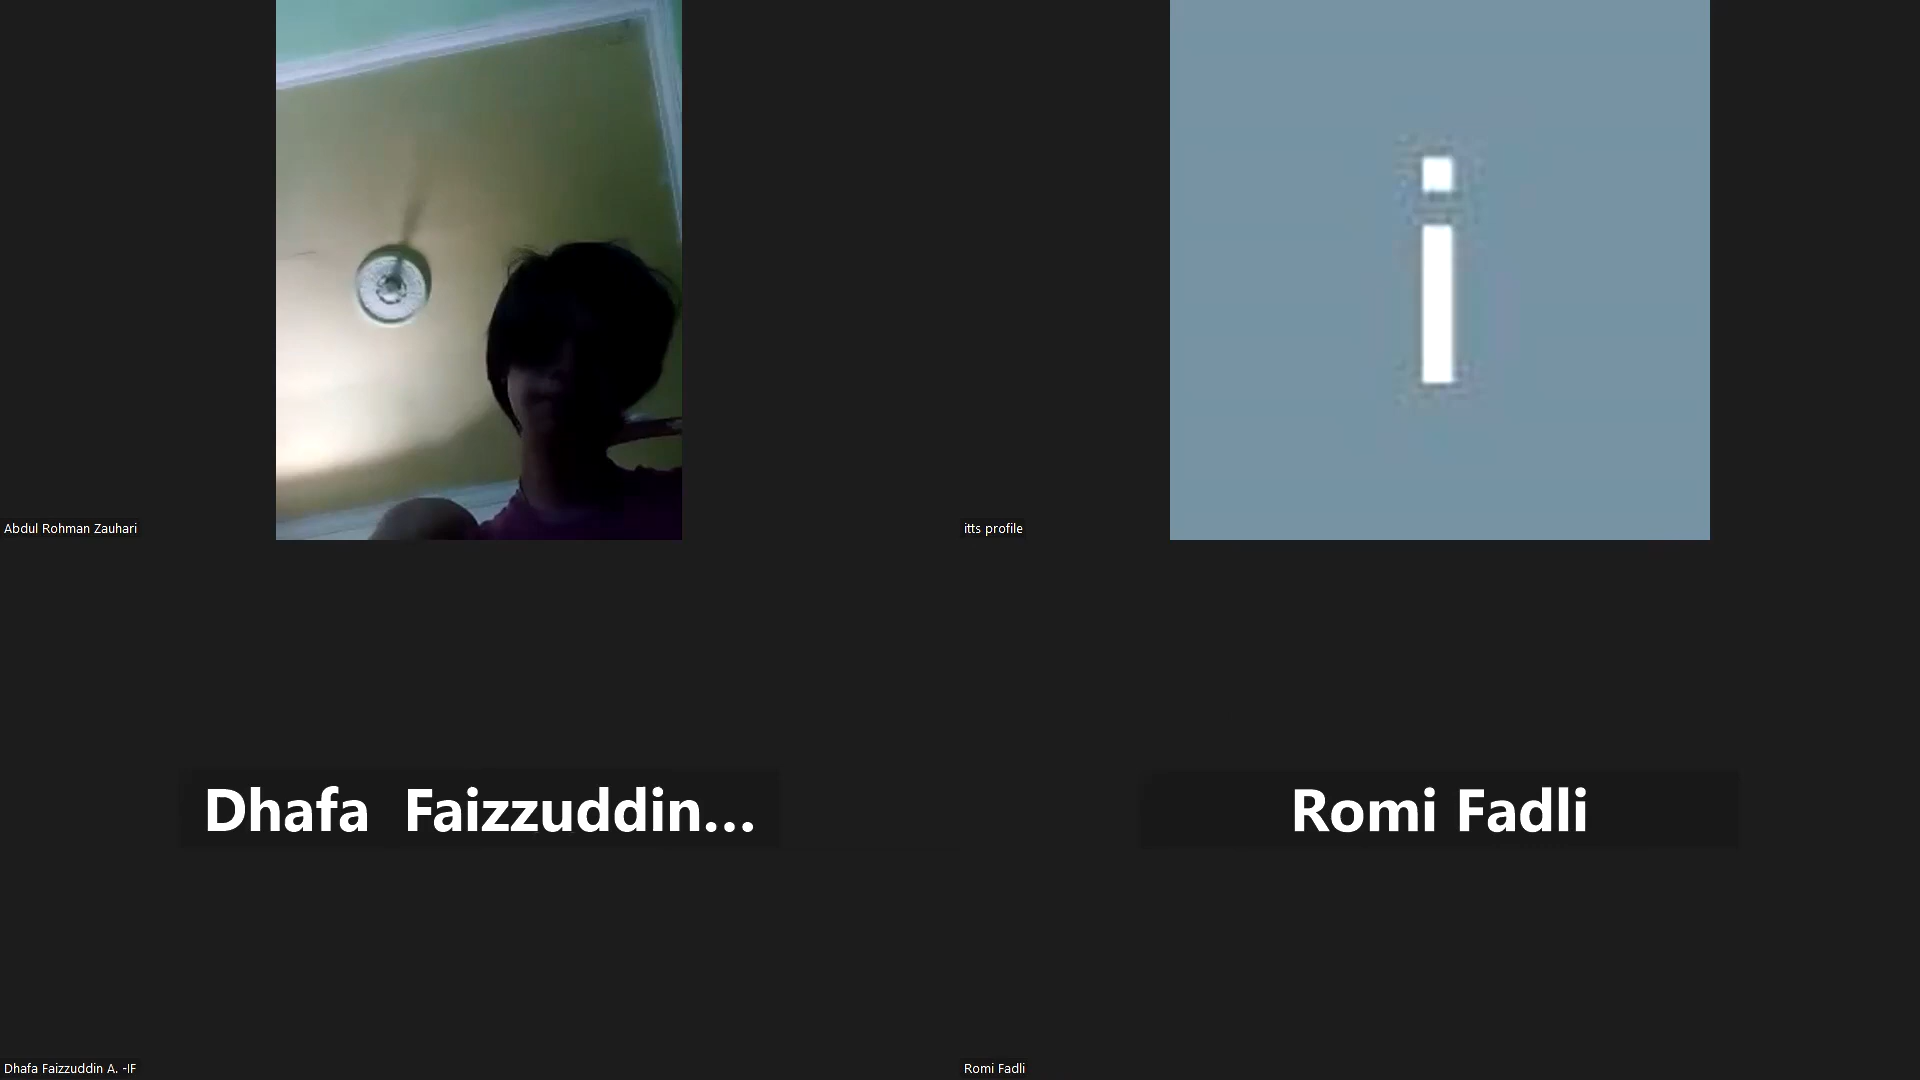 Abdul Rohman Zauhari
i
itts profile
Dhafa  Faizzuddin...
Romi Fadli
Dhafa Faizzuddin A. -IF
Romi Fadli